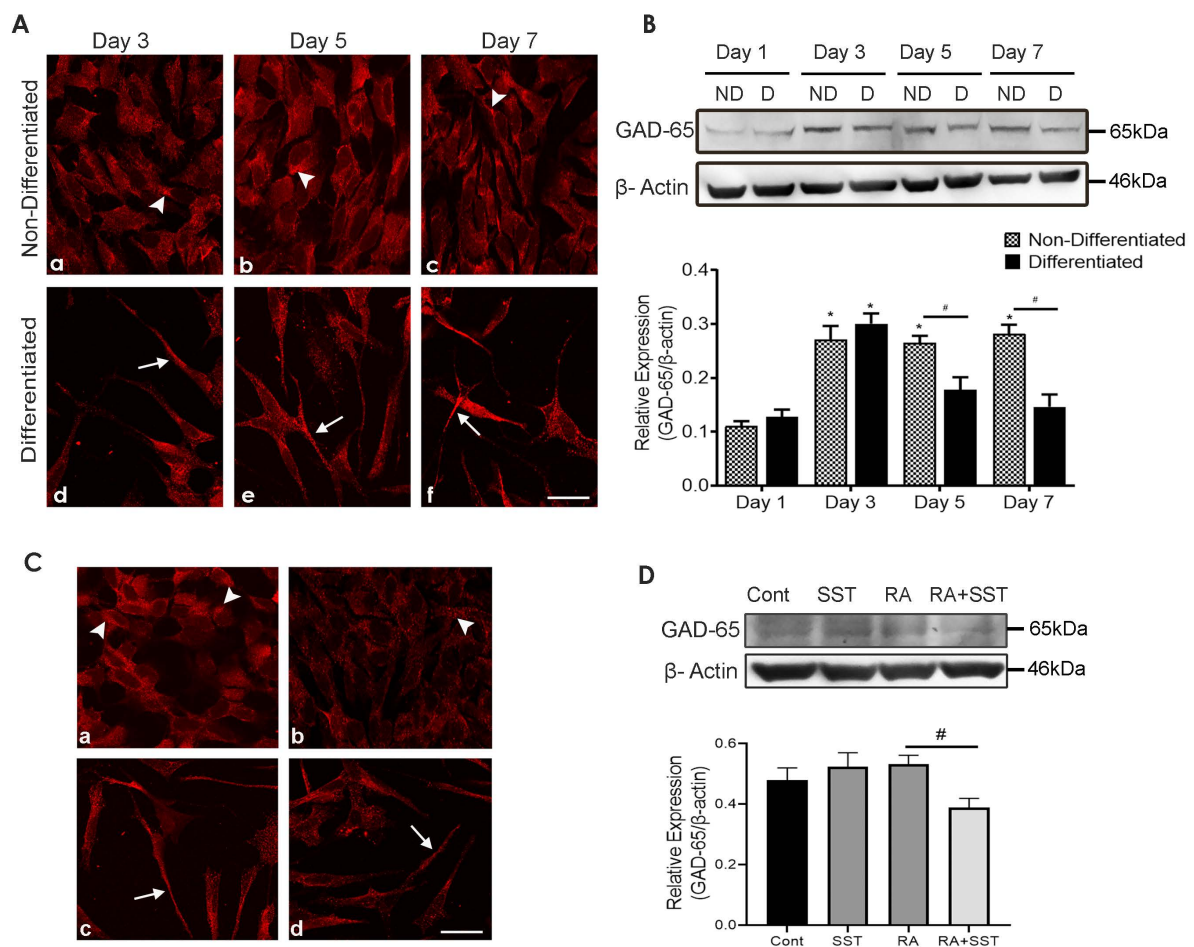 A
Day 3 Day 5 Day 7
Non-Differentiated
a b c
Differentiated
d e f
B
Day 1 Day 3 Day 5 Day 7
ND D ND D ND D ND D
GAD-65 65kDa
β- Actin 46kDa
Non-Differentiated
Differentiated
Relative Expression
(GAD-65/β-actin)
0.4
0.3
0.2
0.1
0.0
* * * # * #
Day 1 Day 3 Day 5 Day 7
C
a b
c d
D
Cont SST RA RA+SST
GAD-65 65kDa
β- Actin 46kDa
Relative Expression
(GAD-65/β-actin)
0.6
0.4
0.2
0.0
#
Cont SST RA RA+SST